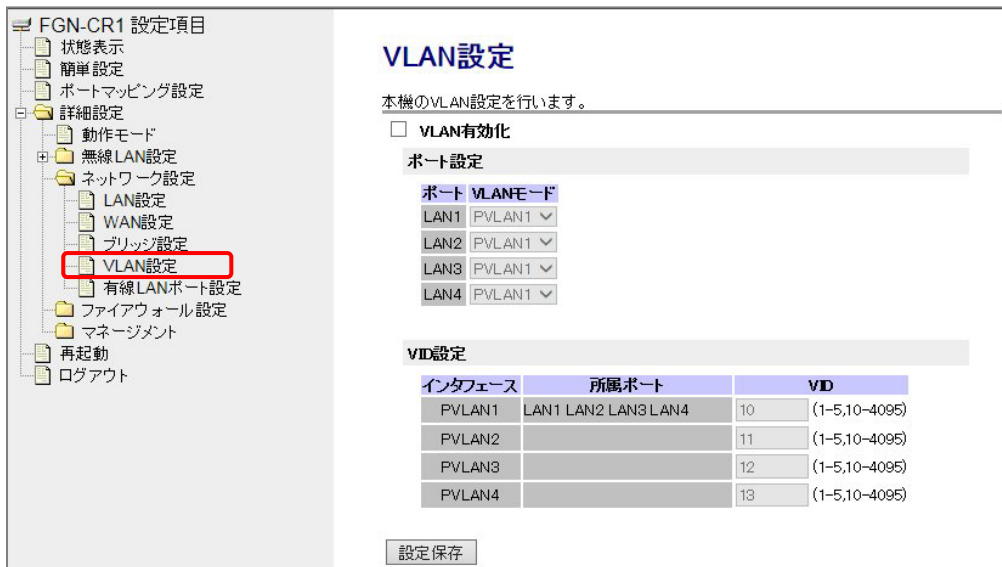 FGN-CR1 設定項目
状態表示
簡単設定
ポートマッピング設定
詳細設定
動作モード
無線LAN設定
ネットワーク設定
LAN設定
WAN設定
ブリッジ設定
VLAN設定
有線LANポート設定
ファイアウォール設定
マネージメント
再起動
ログアウト
VLAN設定
本機のVLAN設定を行います。
VLAN有効化
ポート設定
ポート VLANモード
LAN1 PVLAN1
LAN2 PVLAN1
LAN3 PVLAN1
LAN4 PVLAN1
VID設定
インタフェース 所属ポート VID
PVLAN1 LAN1 LAN2 LAN3 LAN4 10 (1-5,10-4095)
PVLAN2 11 (1-5,10-4095)
PVLAN3 12 (1-5,10-4095)
PVLAN4 13 (1-5,10-4095)
設定保存